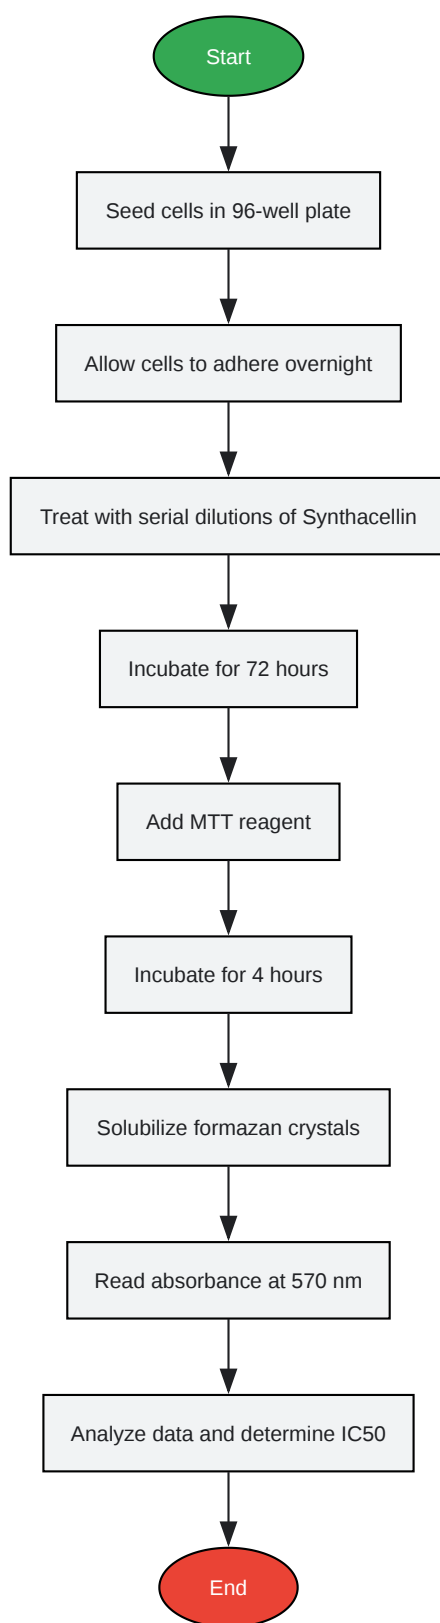 Start
Seed cells in 96-well plate
Allow cells to adhere overnight
Treat with serial dilutions of Synthacellin
Incubate for 72 hours
Add MTT reagent
Incubate for 4 hours
Solubilize formazan crystals
Read absorbance at 570 nm
Analyze data and determine IC50
End